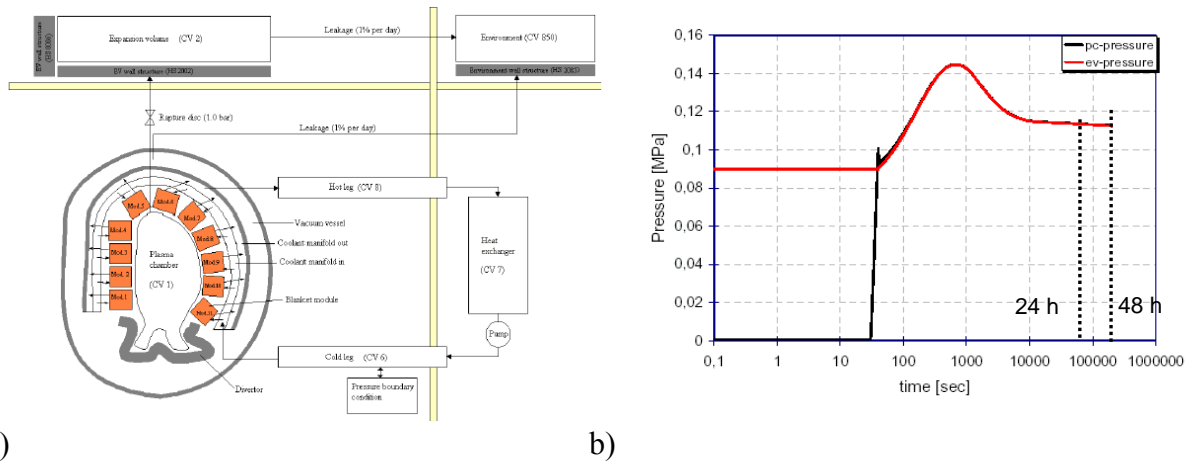 Expansion volume (CV 2)
Leakage (1% per day)
Environment (CV 850)
EV wall structure
EV wall structure (HS 2002)
Rapture disc (1.0 bar)
Leakage (1% per day)
Hot leg (CV 8)
Mod.5
Mod.6
Mod.7
Mod.4
Mod.8
Mod.3
Mod.9
Mod. 2
Mod.10
Mod.1
Mod.11
Plasma
chamber
(CV 1)
Vacuum vessel
Coolant manifold out
Coolant manifold in
Blanket module
Heat
exchanger
(CV 7)
Pump
Cold leg (CV 6)
Pressure boundary
condition
Divertor
)
b)
0,16
0,14
0,12
0,1
0,08
0,06
0,04
0,02
0
Pressure [MPa]
pc-pressure
ev-pressure
24 h
48 h
0,1
1
10
100
1000
10000
100000
1000000
time [sec]